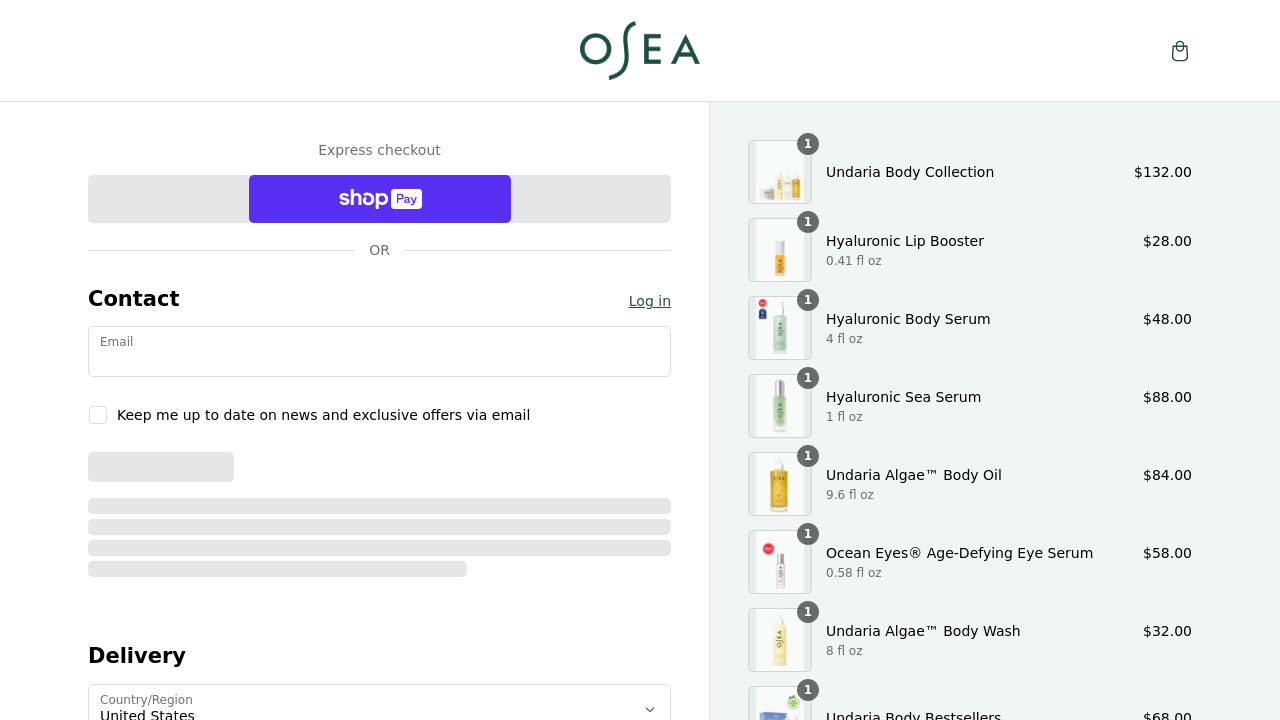 OSEA
Express checkout
shop Pay
OR
Contact
Log in
Email
Keep me up to date on news and exclusive offers via email
Delivery
Country/Region
United States
1
Undaria Body Collection
$132.00
1
Hyaluronic Lip Booster
0.41 fl oz
$28.00
1
Hyaluronic Body Serum
4 fl oz
$48.00
OSEA
1
Hyaluronic Sea Serum
1 fl oz
$88.00
OSEA
1
Undaria Algae™ Body Oil
9.6 fl oz
$84.00
OSEA
1
Ocean Eyes® Age-Defying Eye Serum
0.58 fl oz
$58.00
1
Undaria Algae™ Body Wash
8 fl oz
$32.00
OSEA
1
Undaria Body Bestsellers
$68.00